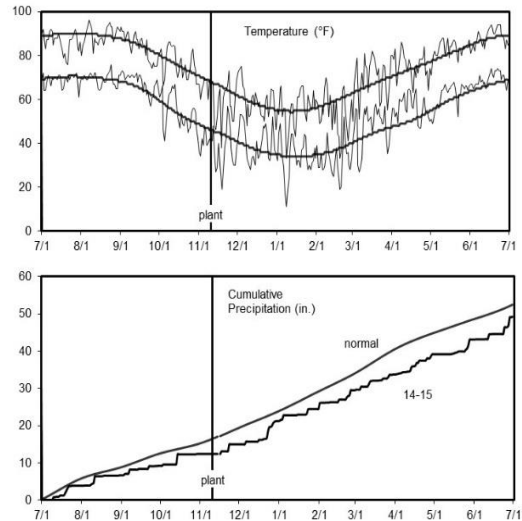 100
Temperature (°F)
80
60
40
20
plant
0
7/1 8/1 9/1 10/1 11/1 12/1 1/1 2/1 3/1 4/1 5/1 6/1 7/1
60
Cumulative
Precipitation (in.)
50
normal
40
14-15
30
20
10
plant
0
7/1 8/1 9/1 10/1 11/1 12/1 1/1 2/1 3/1 4/1 5/1 6/1 7/1